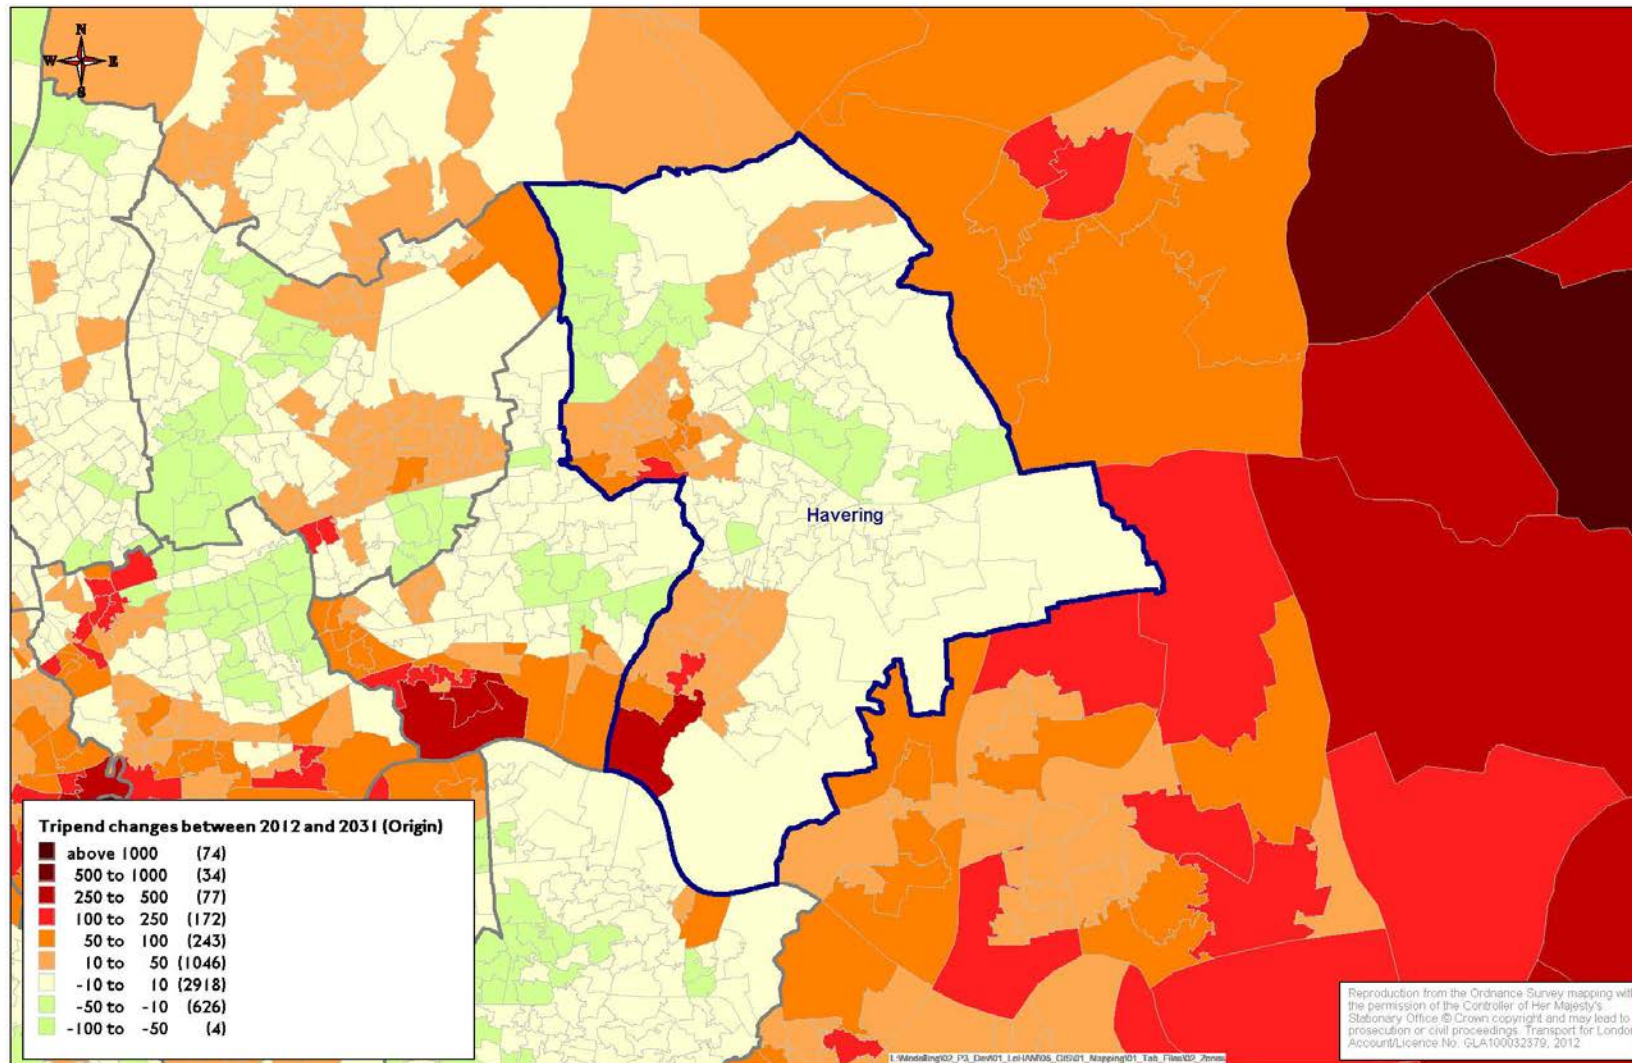 N
W E
S
Havering
Tripend changes between 2012 and 2031 (Origin)
above 1000 (74)
500 to 1000 (34)
250 to 500 (77)
100 to 250 (172)
50 to 100 (243)
10 to 50 (1046)
-10 to 10 (2918)
-50 to -10 (626)
-100 to -50 (4)
Reproduction from the Ordnance Survey mapping with
the permission of the Controller of Her Majesty's
Stationary Office © Crown copyright and may lead to
prosecution or civil proceedings. Transport for London
Account/Licence No. GLA100032379, 2012